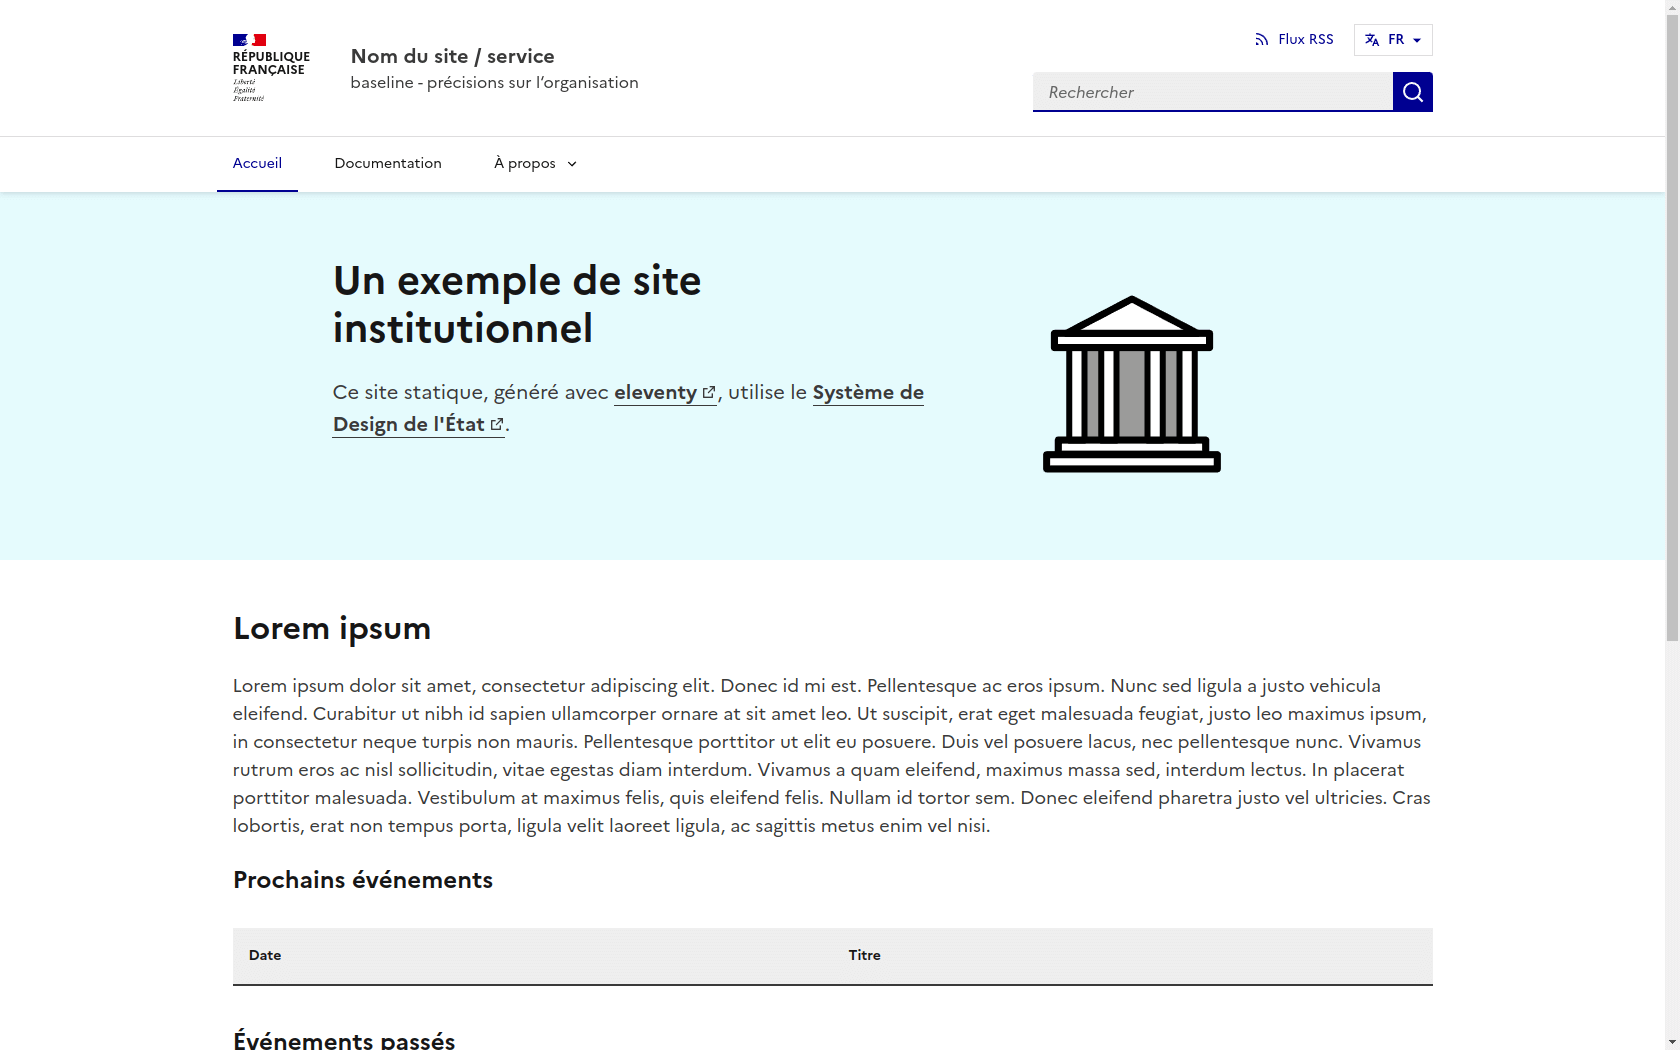 RÉPUBLIQUE
FRANÇAISE
Liberté
Égalité
Fraternité
Nom du site / service
baseline - précisions sur l’organisation
Flux RSS
FR
Rechercher
Accueil
Documentation
À propos
Un exemple de site
institutionnel
Ce site statique, généré avec eleventy, utilise le Système de
Design de l'État.
Lorem ipsum
Lorem ipsum dolor sit amet, consectetur adipiscing elit. Donec id mi est. Pellentesque ac eros ipsum. Nunc sed ligula a justo vehicula
eleifend. Curabitur ut nibh id sapien ullamcorper ornare at sit amet leo. Ut suscipit, erat eget malesuada feugiat, justo leo maximus ipsum,
in consectetur neque turpis non mauris. Pellentesque porttitor ut elit eu posuere. Duis vel posuere lacus, nec pellentesque nunc. Vivamus
rutrum eros ac nisl sollicitudin, vitae egestas diam interdum. Vivamus a quam eleifend, maximus massa sed, interdum lectus. In placerat
porttitor malesuada. Vestibulum at maximus felis, quis eleifend felis. Nullam id tortor sem. Donec eleifend pharetra justo vel ultricies. Cras
lobortis, erat non tempus porta, ligula velit laoreet ligula, ac sagittis metus enim vel nisi.
Prochains événements
Date
Titre
Événements passés